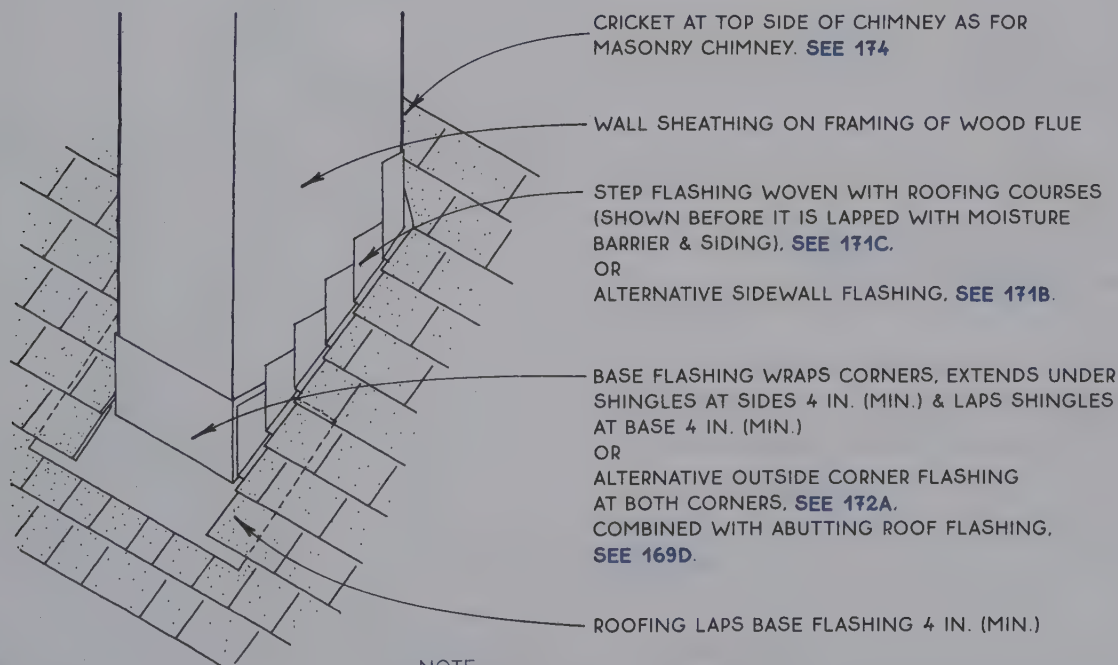 CRICKET AT TOP SIDE OF CHIMNEY AS FOR
MASONRY CHIMNEY. SEE 174
WALL SHEATHING ON FRAMING OF WOOD FLUE
STEP FLASHING WOVEN WITH ROOFING COURSES
(SHOWN BEFORE IT IS LAPPED WITH MOISTURE
BARRIER & SIDING), SEE 171C.
OR
ALTERNATIVE SIDEWALL FLASHING, SEE 171B.
BASE FLASHING WRAPS CORNERS, EXTENDS UNDER
SHINGLES AT SIDES 4 IN. (MIN.) & LAPS SHINGLES
AT BASE 4 IN. (MIN.)
OR
ALTERNATIVE OUTSIDE CORNER FLASHING
AT BOTH CORNERS, SEE 172A,
COMBINED WITH ABUTTING ROOF FLASHING,
SEE 169D.
ROOFING LAPS BASE FLASHING 4 IN. (MIN.)
NOTE